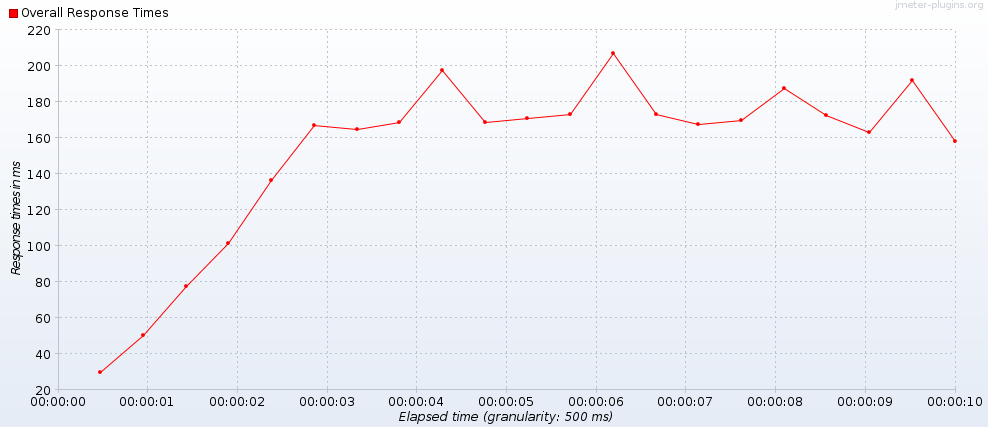 jmeter-plugins.org
Overall Response Times
220
200
180
160
140
120
100
80
60
40
20
Response times in ms
00:00:00 00:00:01 00:00:02 00:00:03 00:00:04 00:00:05 00:00:06 00:00:07 00:00:08 00:00:09 00:00:10
Elapsed time (granularity: 500 ms)